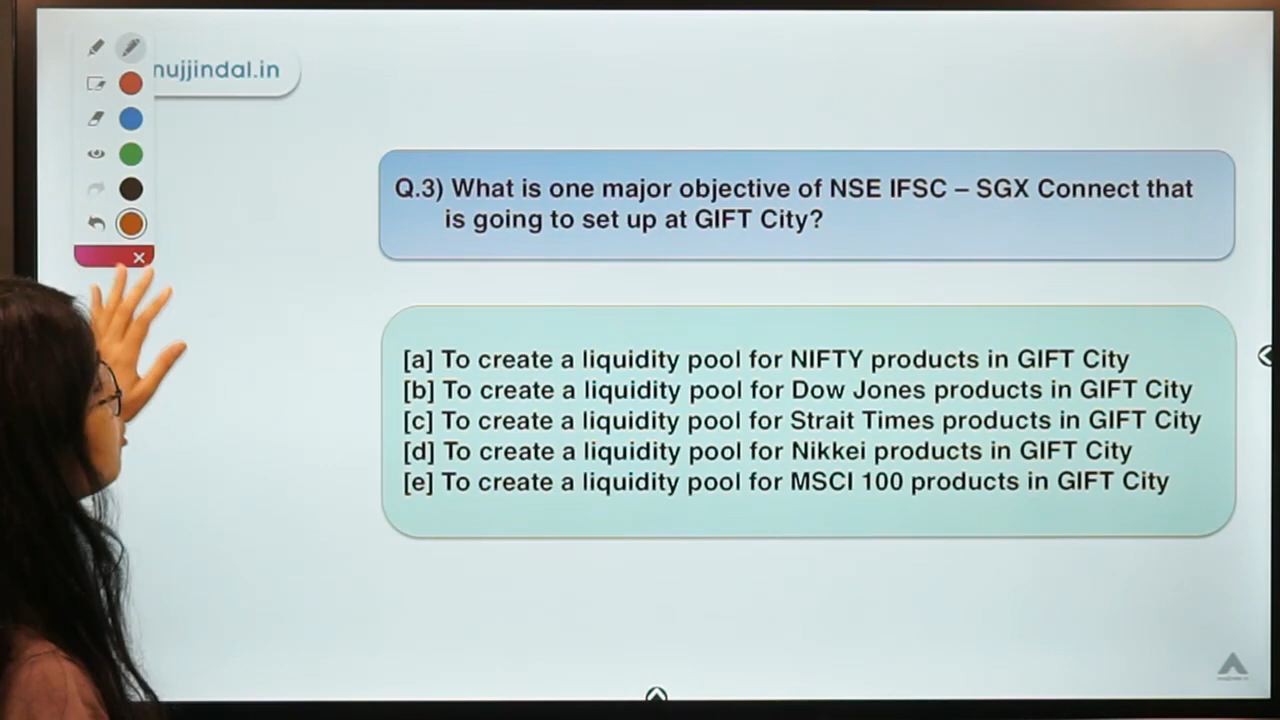 nujjindal.in
Q.3) What is one major objective of NSE IFSC – SGX Connect that
is going to set up at GIFT City?
[a] To create a liquidity pool for NIFTY products in GIFT City
[b] To create a liquidity pool for Dow Jones products in GIFT City
[c] To create a liquidity pool for Strait Times products in GIFT City
[d] To create a liquidity pool for Nikkei products in GIFT City
[e] To create a liquidity pool for MSCI 100 products in GIFT City